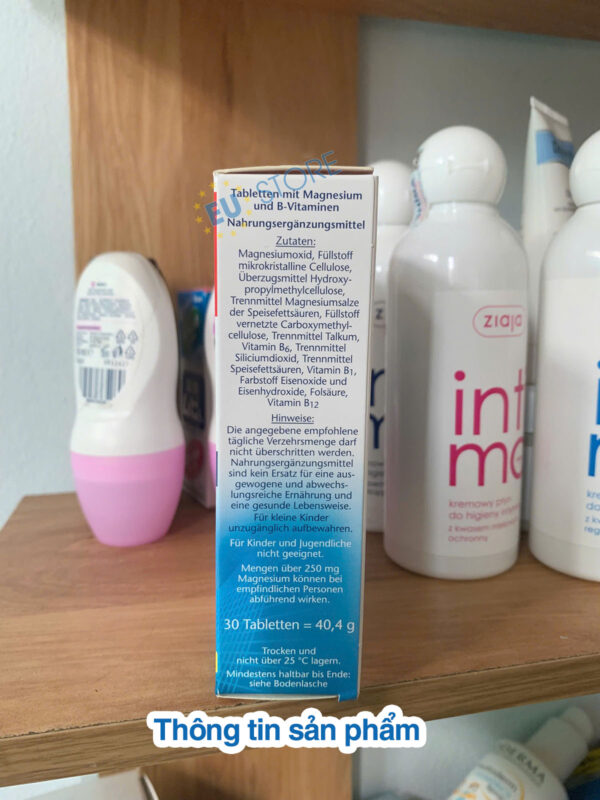 EU STORE
Tabletten mit Magnesium
und B-Vitaminen
Nahrungsergänzungsmittel
Zutaten:
Magnesiumoxid, Füllstoff
mikrokristalline Cellulose,
Überzugsmittel Hydroxy-
propylmethylcellulose,
Trennmittel Magnesiumsalze
der Speisefettsäuren, Füllstoff
vernetzte Carboxymethyl-
cellulose, Trennmittel Talkum,
Vitamin B6, Trennmittel
Siliciumdioxid, Trennmittel
Speisefettsäuren, Vitamin B1,
Farbstoff Eisenoxide und
Eisenhydroxide, Folsäure,
Vitamin B12
Hinweise:
Die angegebene empfohlene
tägliche Verzehrsmenge darf
nicht überschritten werden.
Nahrungsergänzungsmittel
sind kein Ersatz für eine aus-
gewogene und abwechs-
lungsreiche Ernährung und
eine gesunde Lebensweise.
Für kleine Kinder
unzugänglich aufbewahren.
Für Kinder und Jugendliche
nicht geeignet.
Mengen über 250 mg
Magnesium können bei
empfindlichen Personen
abführend wirken.
30 Tabletten = 40,4 g
Trocken und
nicht über 25 °C lagern.
Mindestens haltbar bis Ende:
siehe Bodenlasche
ziaja
int
ma
kremowy płyn
do higieny
z kwasem
ochronny
Thông tin sản phẩm